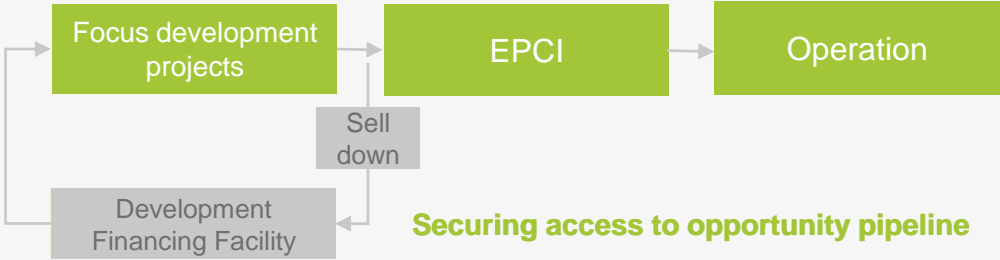 Focus development
projects
EPCI
Operation
Sell
down
Development
Financing Facility
Securing access to opportunity pipeline